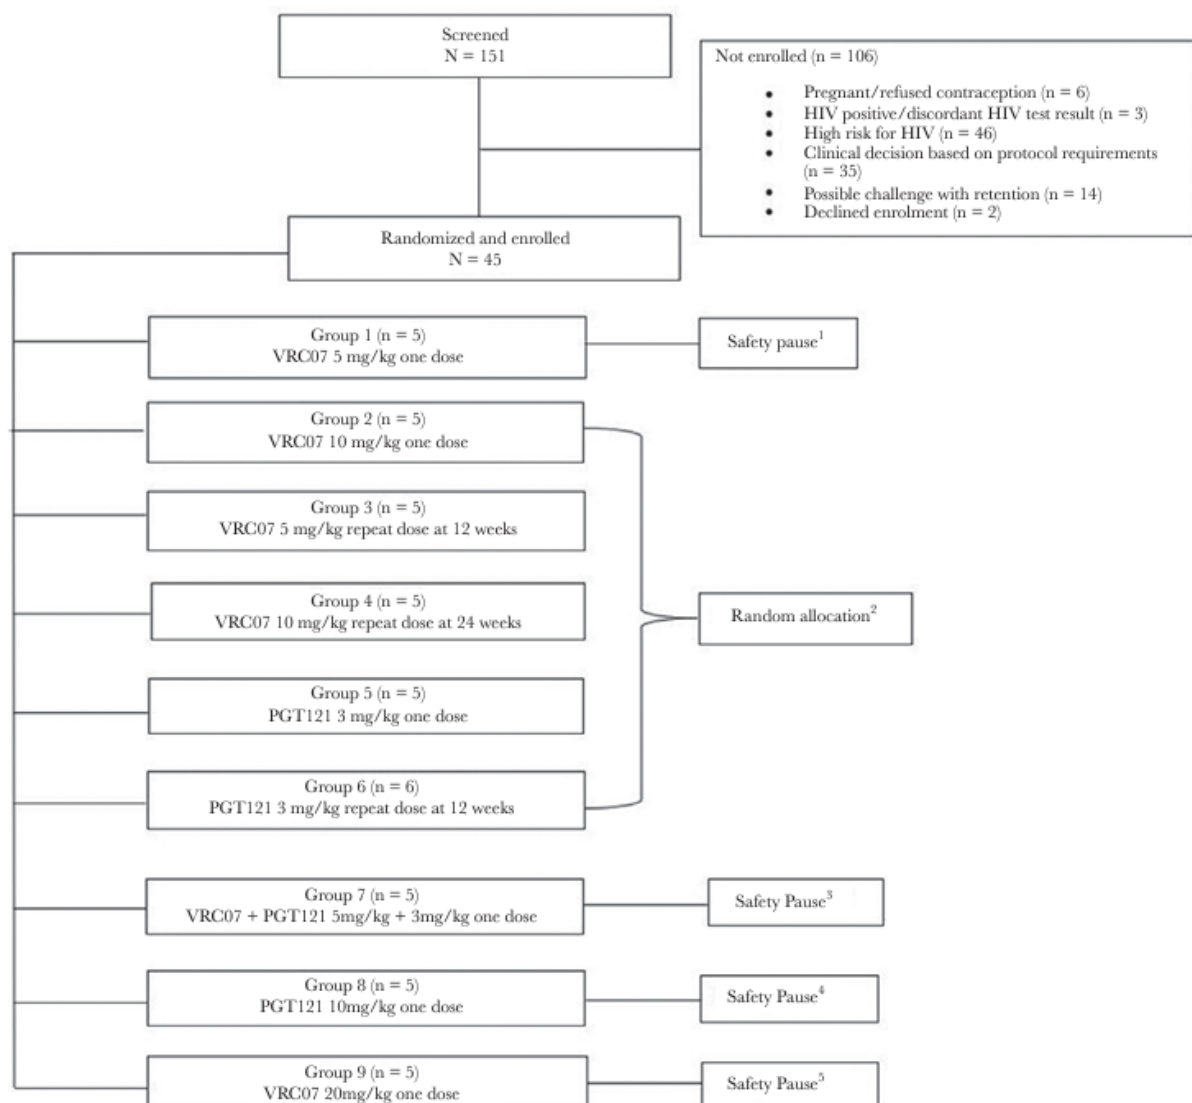 Screened
N = 151
Not enrolled (n = 106)
• Pregnant/refused contraception (n = 6)
• HIV positive/discordant HIV test result (n = 3)
• High risk for HIV (n = 46)
• Clinical decision based on protocol requirements
(n = 35)
• Possible challenge with retention (n = 14)
• Declined enrolment (n = 2)
Randomized and enrolled
N = 45
Group 1 (n = 5)
VRC07 5 mg/kg one dose
Safety pause¹
Group 2 (n = 5)
VRC07 10 mg/kg one dose
Group 3 (n = 5)
VRC07 5 mg/kg repeat dose at 12 weeks
Group 4 (n = 5)
VRC07 10 mg/kg repeat dose at 24 weeks
Random allocation²
Group 5 (n = 5)
PGT121 3 mg/kg one dose
Group 6 (n = 6)
PGT121 3 mg/kg repeat dose at 12 weeks
Group 7 (n = 5)
VRC07 + PGT121 5mg/kg + 3mg/kg one dose
Safety Pause³
Group 8 (n = 5)
PGT121 10mg/kg one dose
Safety Pause⁴
Group 9 (n = 5)
VRC07 20mg/kg one dose
Safety Pause⁵